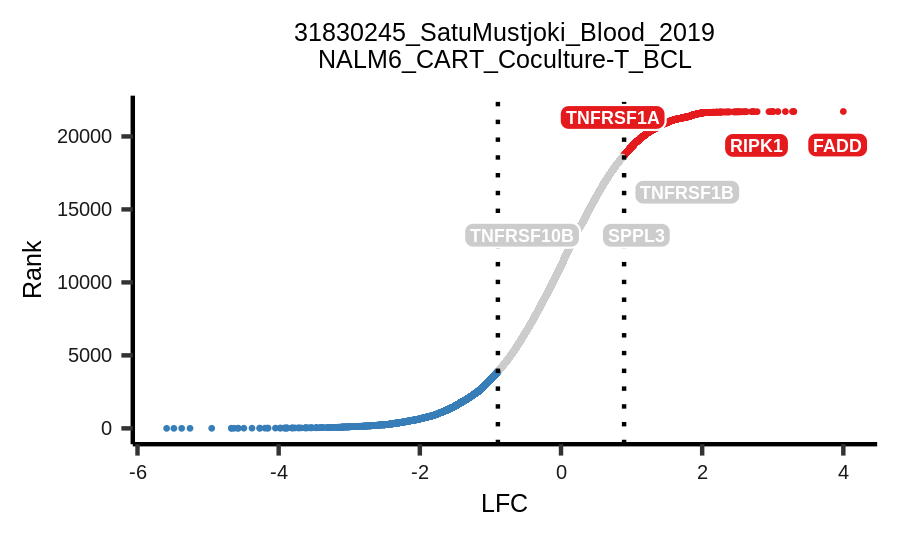 31830245_SatuMustjoki_Blood_2019
NALM6_CART_Coculture-T_BCL
Rank
20000
15000
10000
5000
0
TNFRSF1A
RIPK1
FADD
TNFRSF1B
TNFRSF10B
SPPL3
-6
-4
-2
0
2
4
LFC